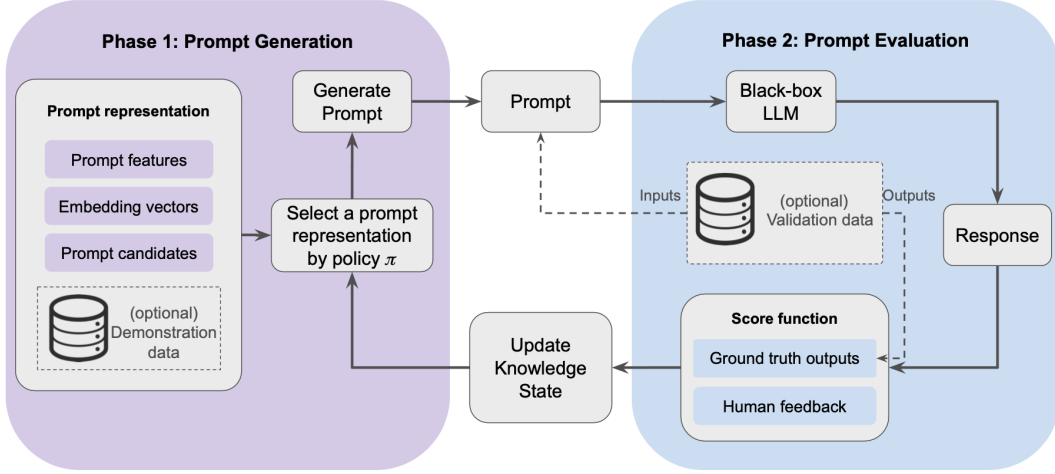 Phase 1: Prompt Generation
Prompt representation
Prompt features
Embedding vectors
Prompt candidates
(optional)
Demonstration
data
Generate
Prompt
Select a prompt
representation
by policy π
Prompt
Update
Knowledge
State
Phase 2: Prompt Evaluation
Black-box
LLM
Inputs
(optional)
Validation data
Outputs
Response
Score function
Ground truth outputs
Human feedback